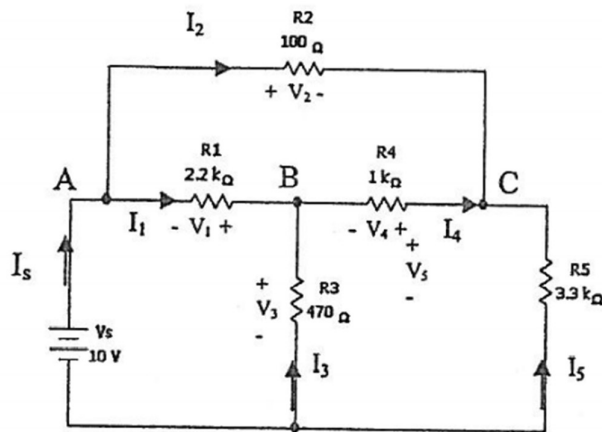 I₂
R2
100 Ω
+ V₂ -
A
R1
2.2 kΩ
B
R4
1 kΩ
C
I₁
- V₁ +
- V₄ +
I₄
Iₛ
+
V₃
-
R3
470 Ω
+
V₅
-
R5
3.3 kΩ
Vs
10 V
I₃
I₅